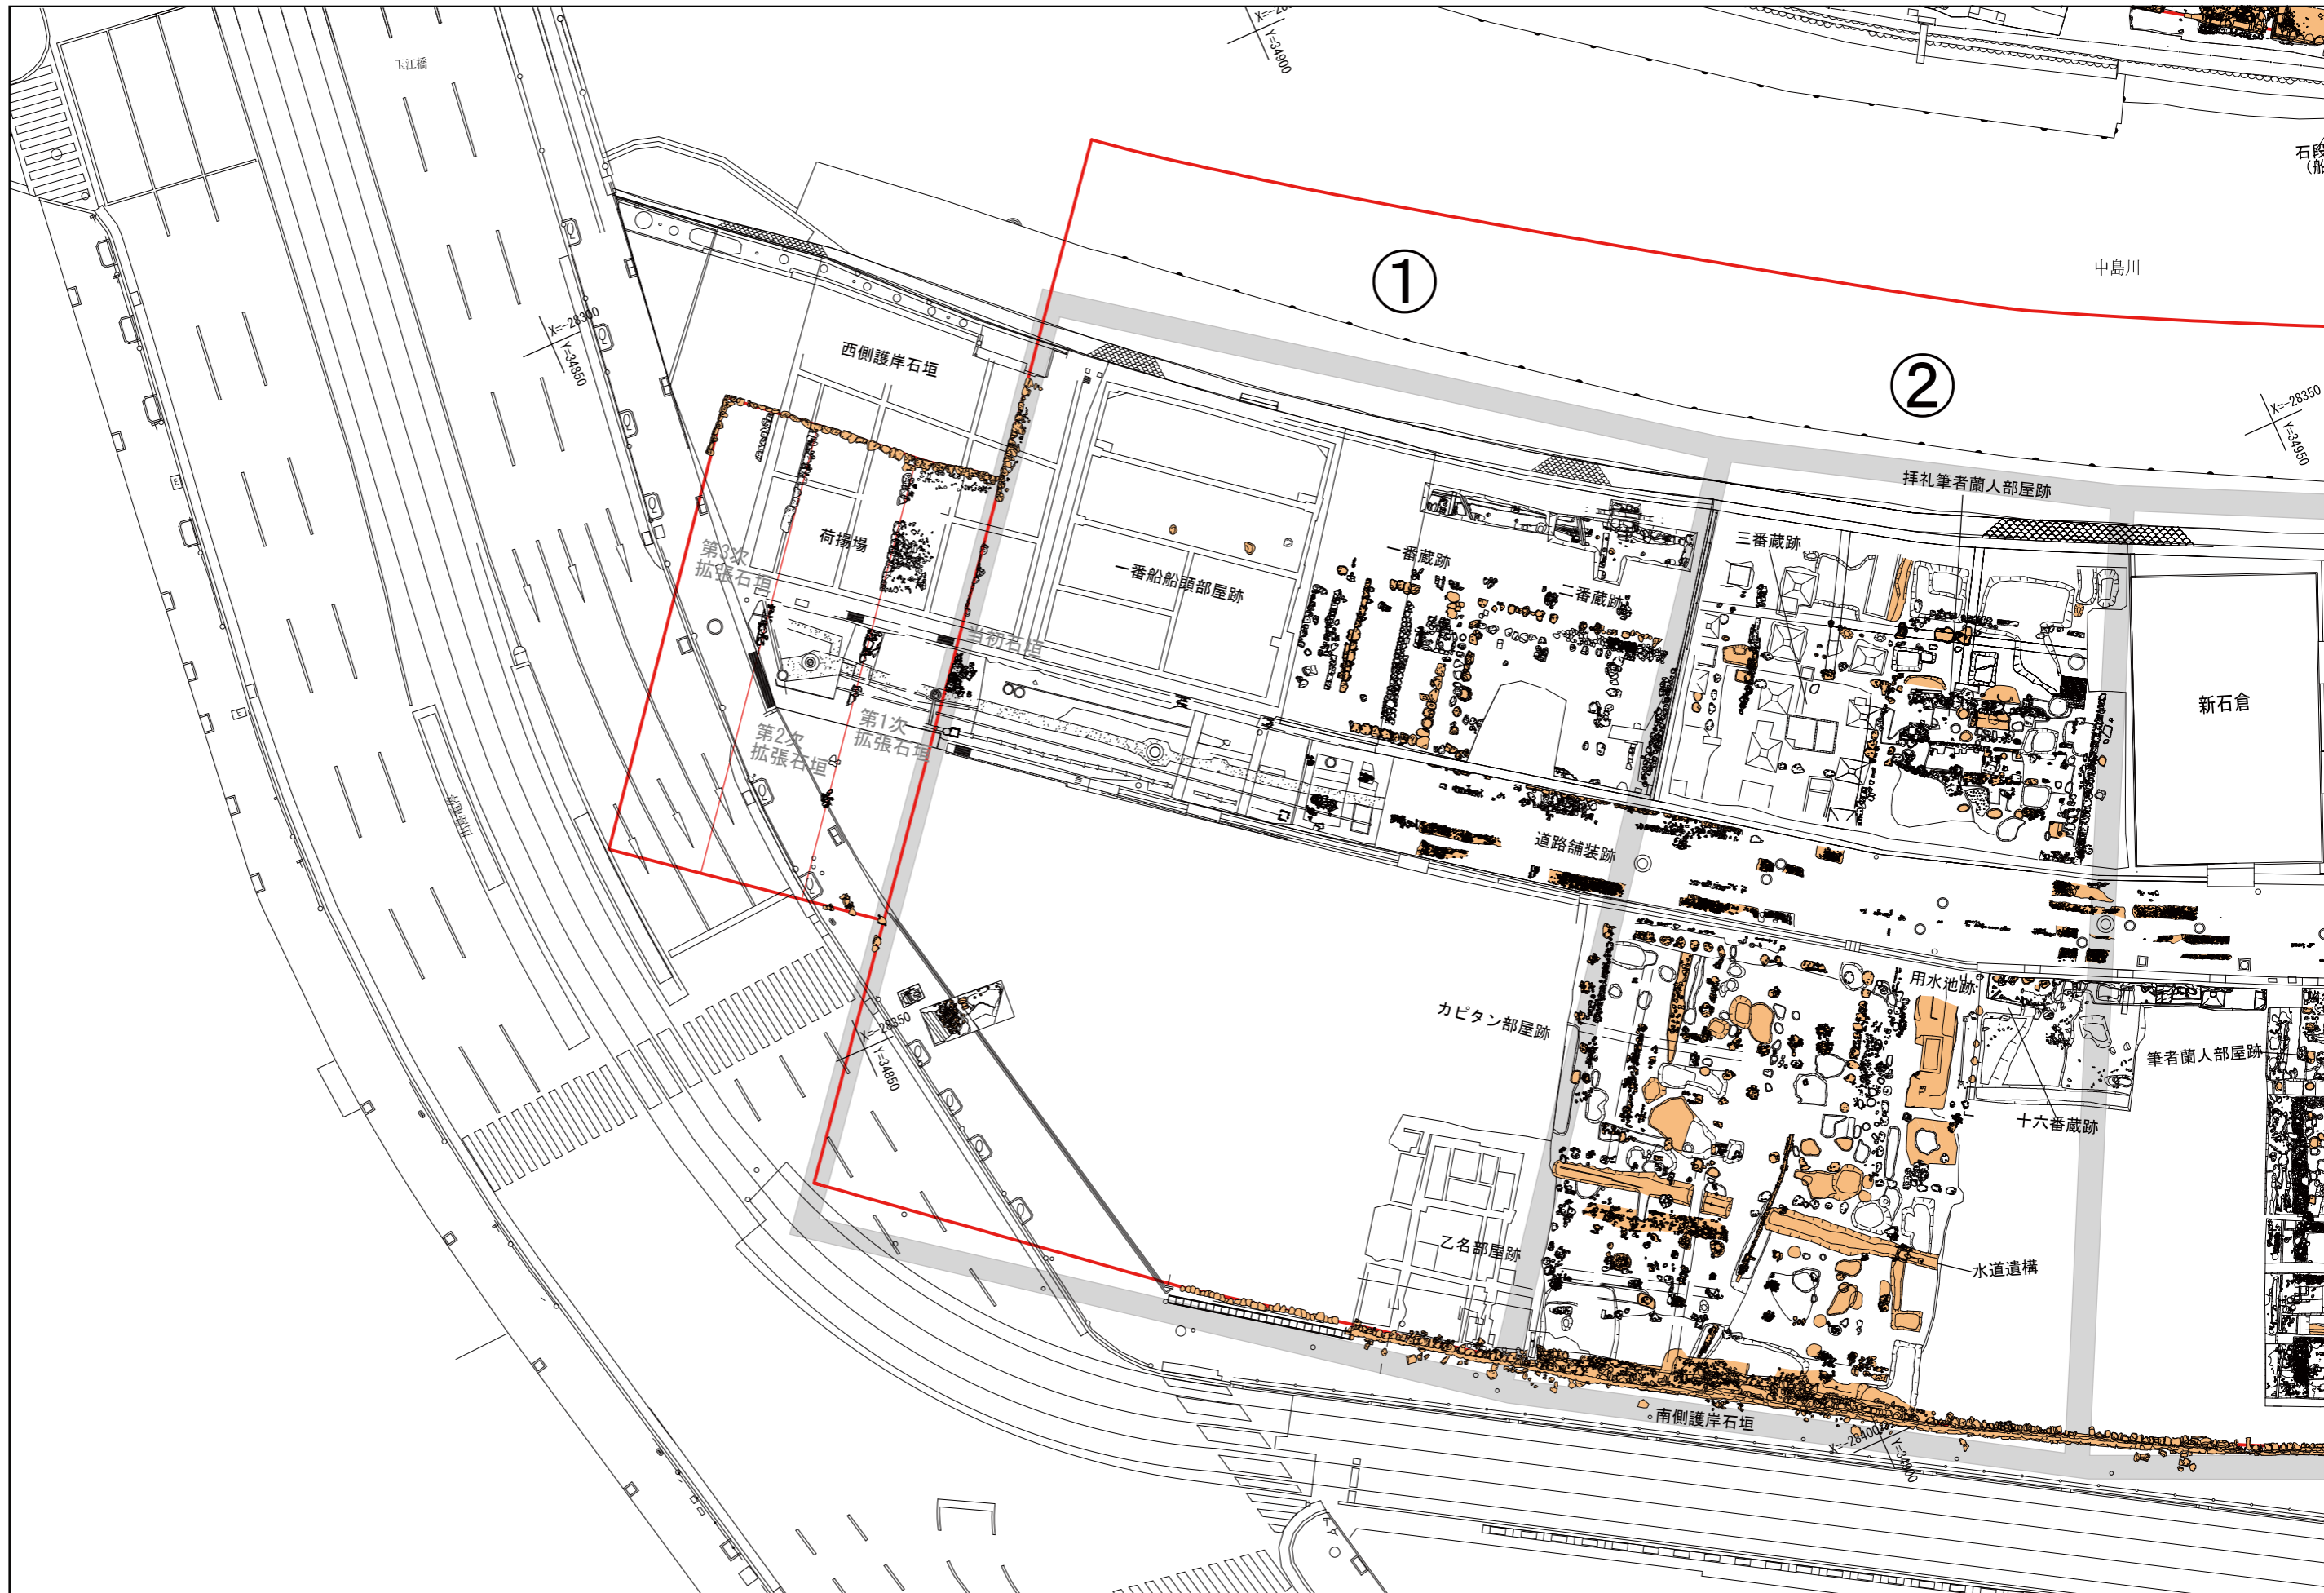 玉江橋
Y=34900
石段
(船
①
中島川
X=-28300
Y=34850
西側護岸石垣
②
X=-28350
Y=34950
拝礼筆者蘭人部屋跡
第3次
拡張石垣
荷揚場
一番船船頭部屋跡
一番蔵跡
二番蔵跡
三番蔵跡
当初石垣
新石倉
第1次
拡張石垣
第2次
拡張石垣
道路舗装跡
用水池跡
カピタン部屋跡
X=-28350
Y=34850
筆者蘭人部屋跡
十六番蔵跡
乙名部屋跡
水道遺構
南側護岸石垣
X=-28400
Y=34900